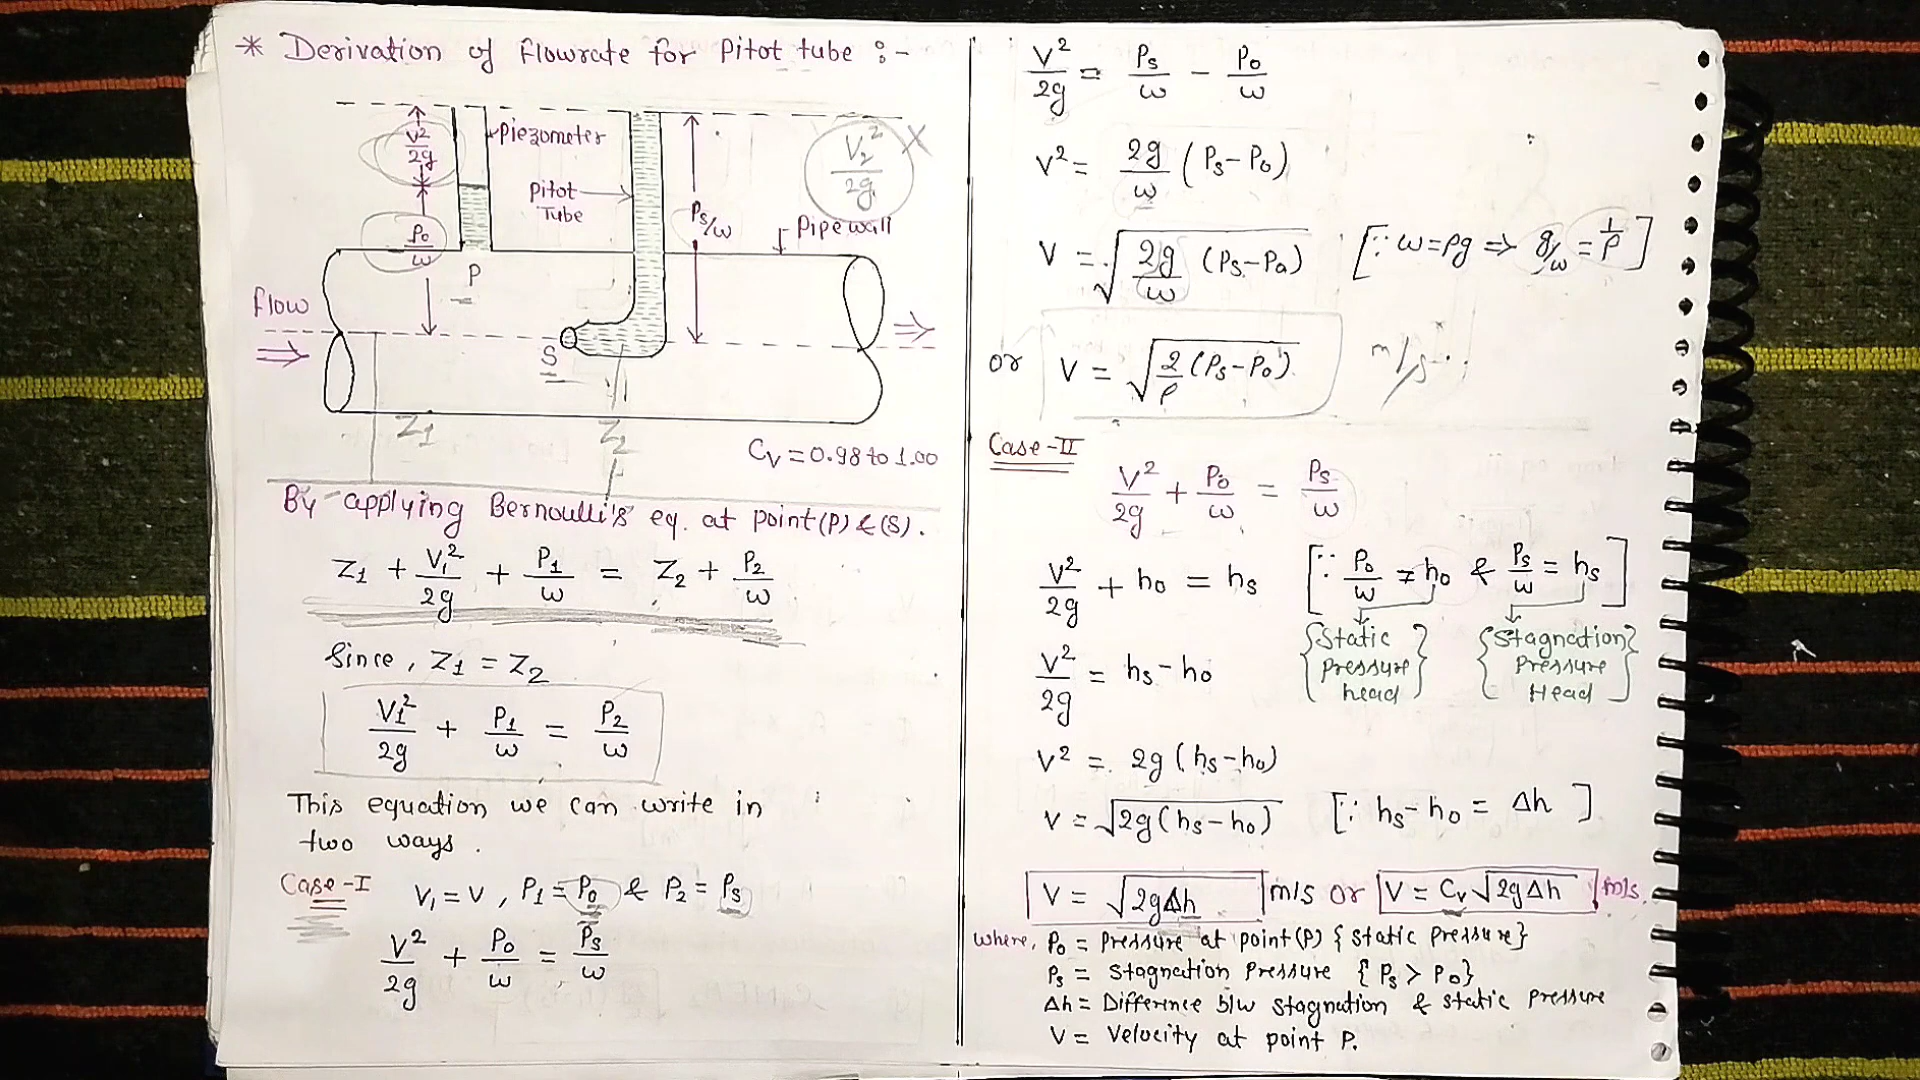 * Derivation of flowrate for Pitot tube :-
V²/2g
Piezometer
V₂²/2g X
Pitot Tube
Ps/w
Pipe wall
Po/w
P
flow
S
Z1
Z2
Cv = 0.98 to 1.00
By applying Bernoulli's eq. at point (P) & (S).
Z1 + V1²/2g + P1/w = Z2 + P2/w
Since, Z1 = Z2
V1²/2g + P1/w = P2/w
This equation we can write in
two ways.
Case-I V1 = V, P1 = Po & P2 = Ps
V²/2g + Po/w = Ps/w
V²/2g = Ps/w - Po/w
V² = 2g/w (Ps-Po)
V = √(2g/w (Ps-Po)) [∵ w=ρg ⇒ g/w = 1/ρ]
or V = √(2/ρ (Ps-Po)) m/s
Case-II
V²/2g + Po/w = Ps/w
V²/2g + ho = hs [∵ Po/w = ho & Ps/w = hs]
{Static pressure head} {Stagnation Pressure Head}
V²/2g = hs-ho
V² = 2g (hs-ho)
V = √2g(hs-ho) [∵ hs-ho = Δh]
V = √2gΔh m/s or V = Cv √2gΔh m/s.
where, Po = Pressure at point (P) {static pressure}
Ps = Stagnation Pressure {Ps > Po}
Δh = Difference b/w stagnation & static pressure
V = Velocity at point P.